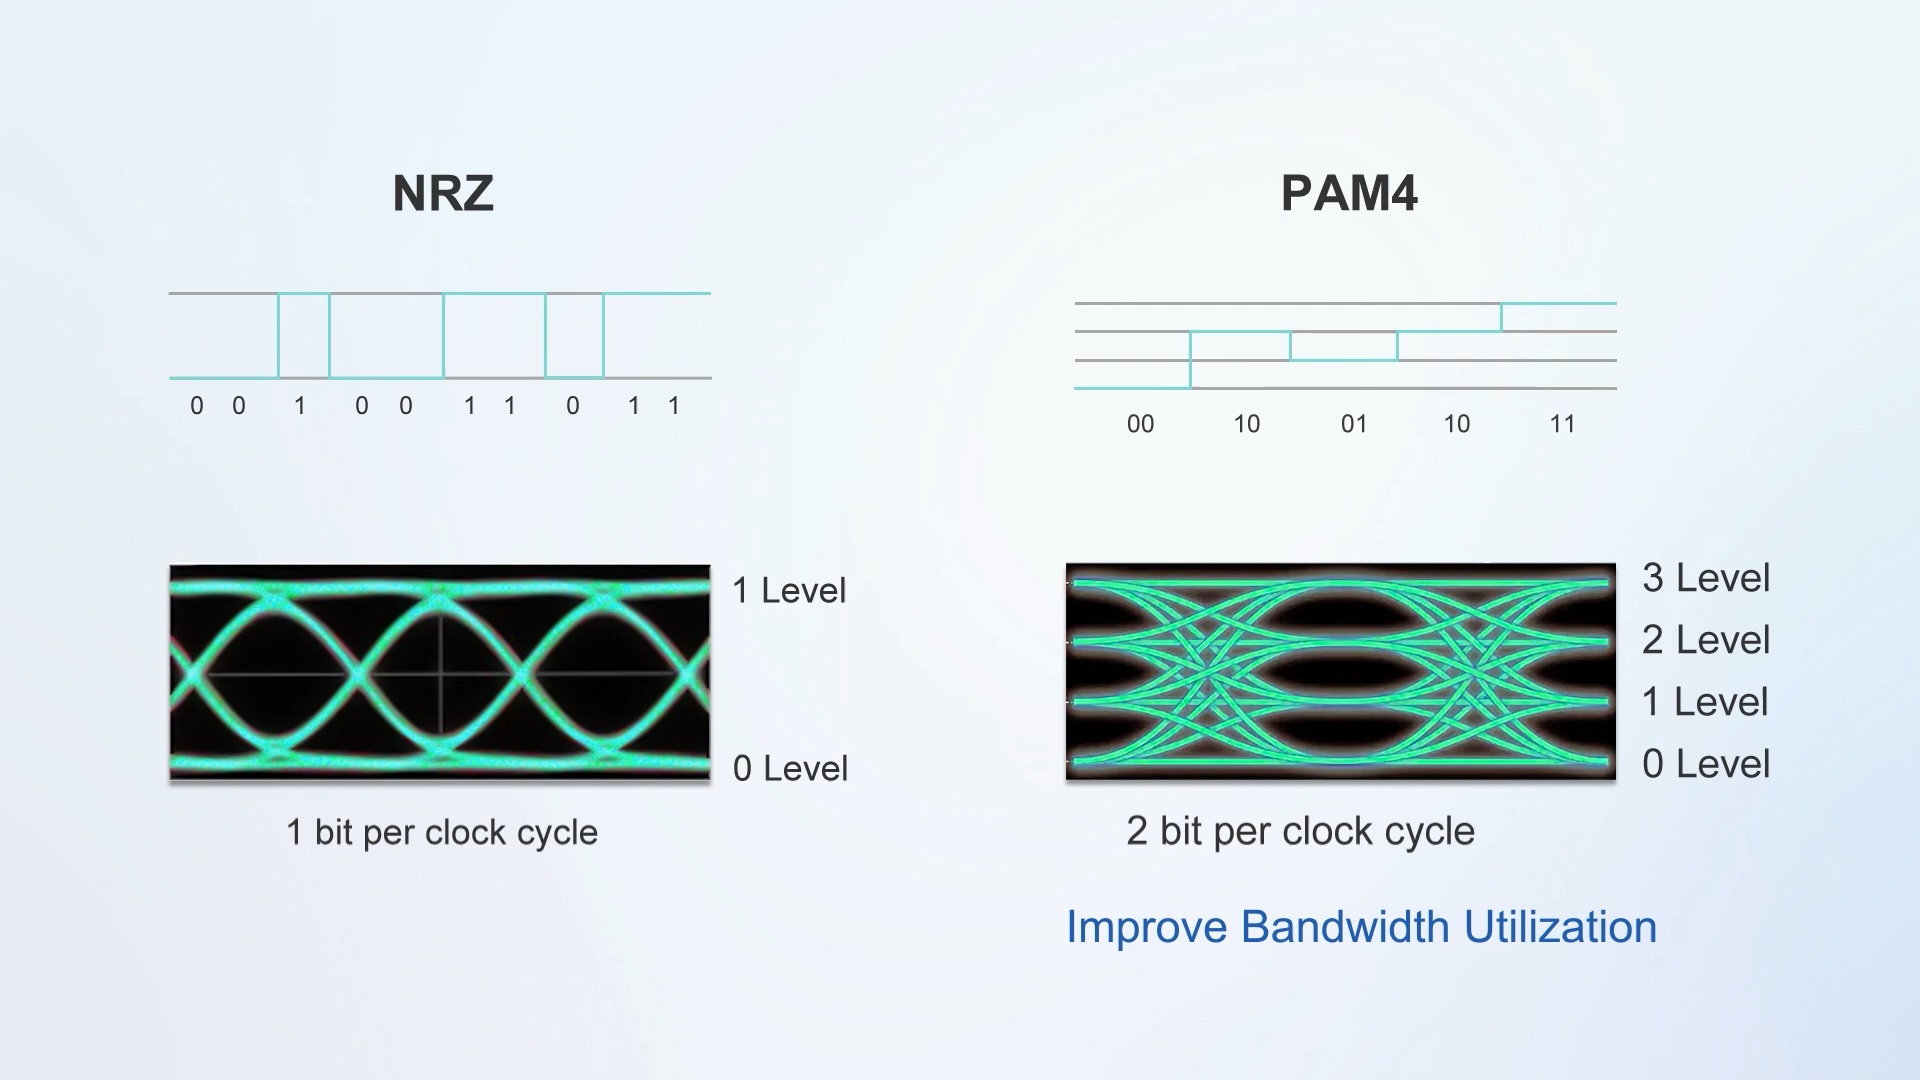 NRZ
0 0 1 0 0 1 1 0 1 1
1 Level
0 Level
1 bit per clock cycle
PAM4
00 10 01 10 11
3 Level
2 Level
1 Level
0 Level
2 bit per clock cycle
Improve Bandwidth Utilization